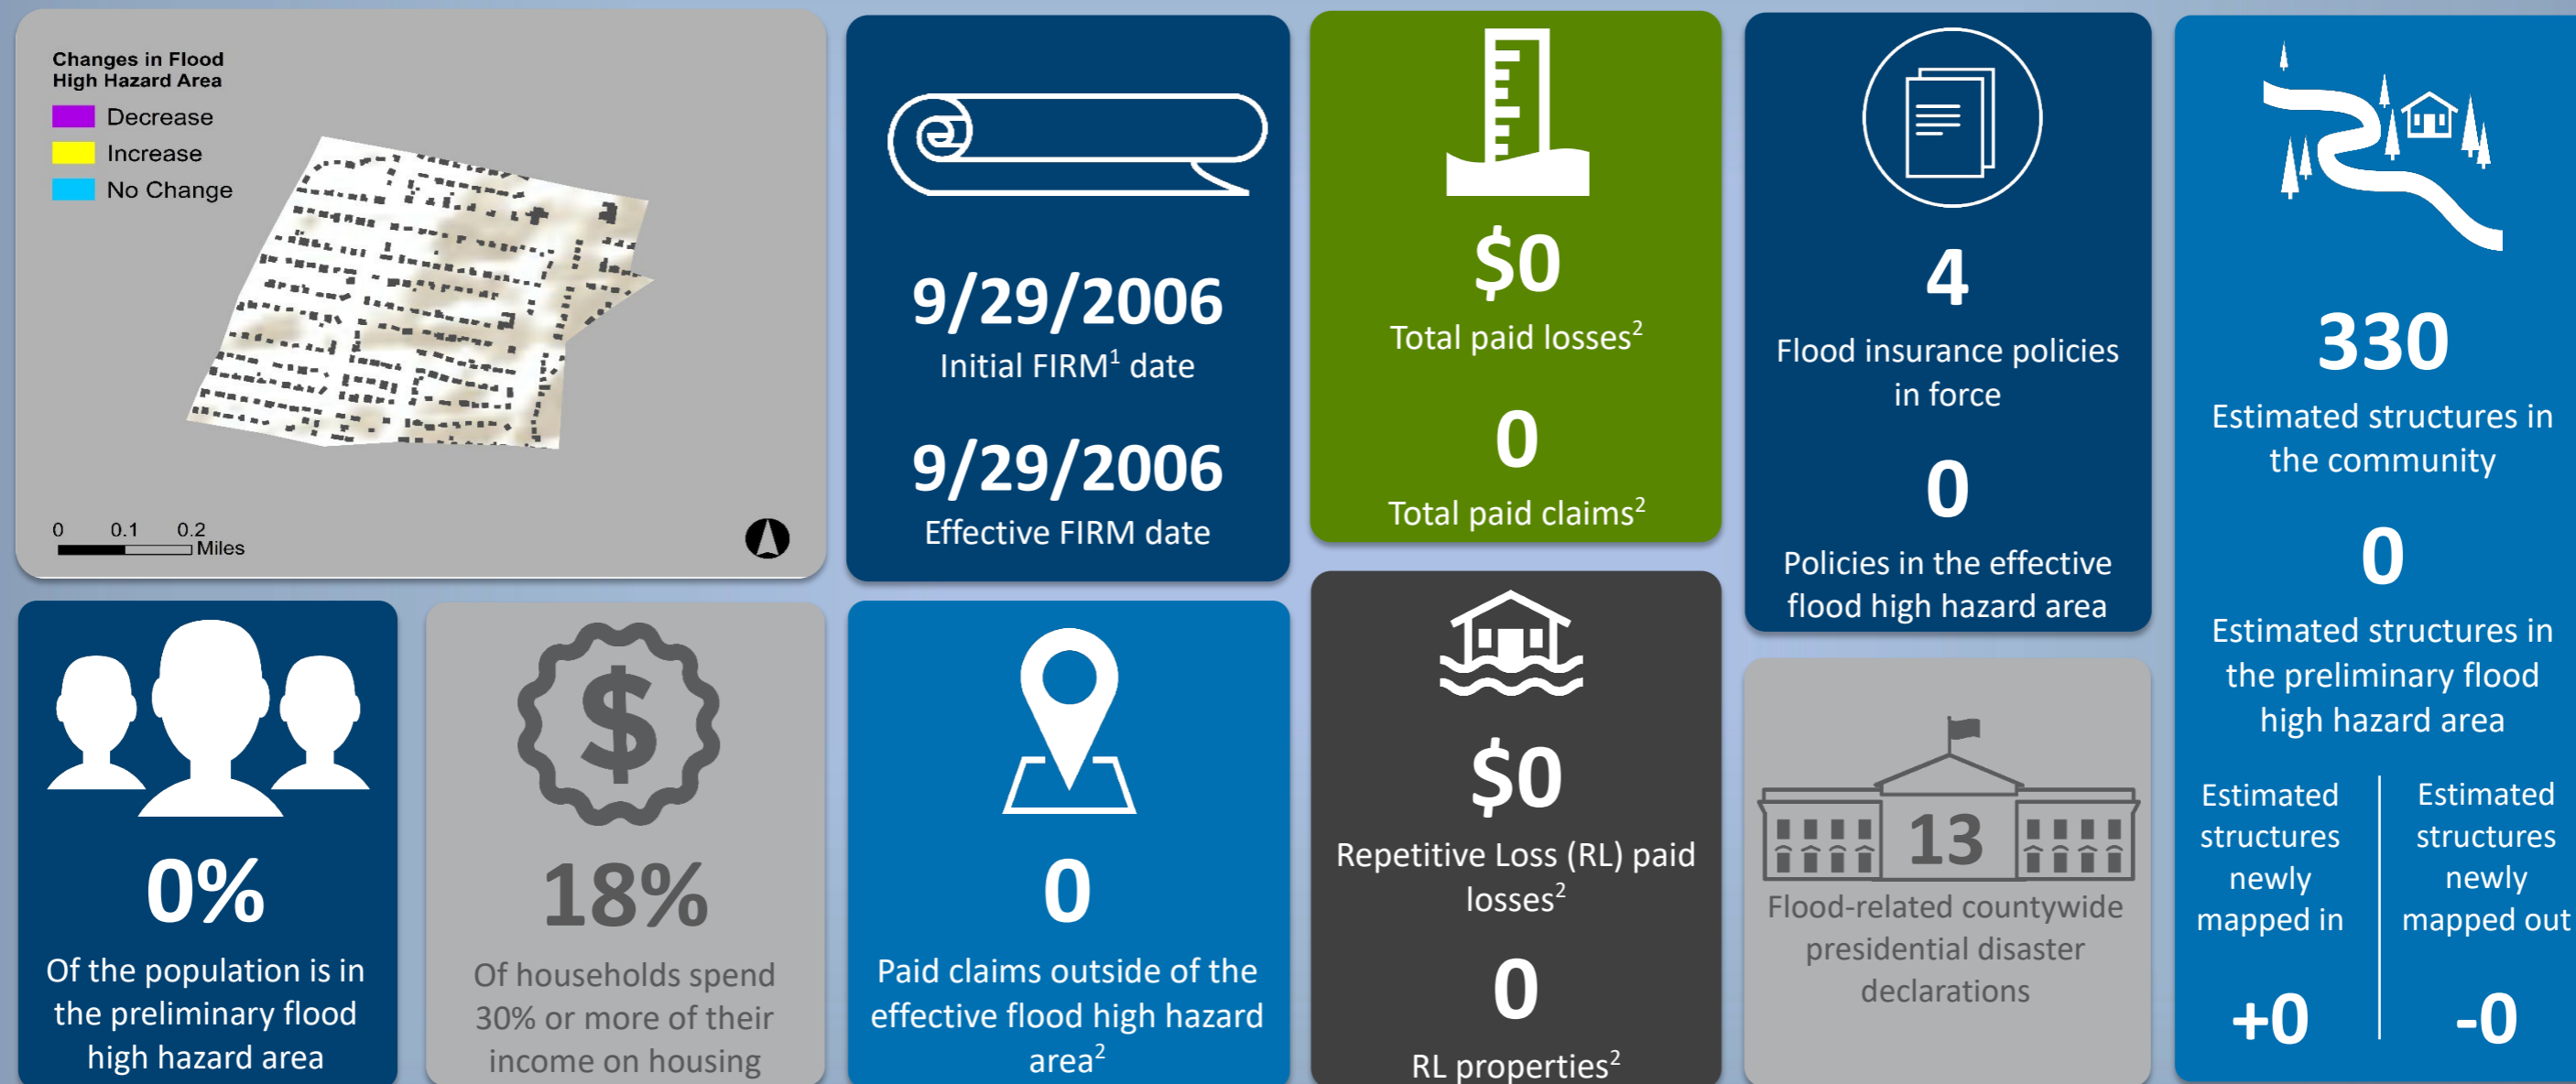 Changes in Flood
High Hazard Area
Decrease
Increase
No Change
0 0.1 0.2
Miles
9/29/2006
Initial FIRM1 date
9/29/2006
Effective FIRM date
$0
Total paid losses2
0
Total paid claims2
4
Flood insurance policies
in force
0
Policies in the effective
flood high hazard area
330
Estimated structures in
the community
0
Estimated structures in
the preliminary flood
high hazard area
Estimated
structures
newly
mapped in
+0
Estimated
structures
newly
mapped out
-0
0%
Of the population is in
the preliminary flood
high hazard area
$
18%
Of households spend
30% or more of their
income on housing
0
Paid claims outside of the
effective flood high hazard
area2
$0
Repetitive Loss (RL) paid
losses2
0
RL properties2
13
Flood-related countywide
presidential disaster
declarations